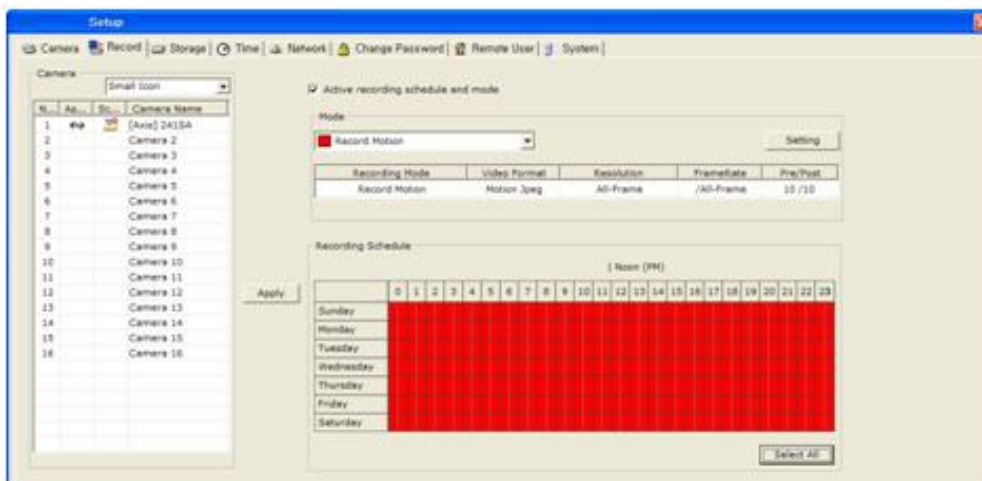 Setup
Camera Record Storage Time Network Change Password Remote User System
Camera
Small Icon
N... As... Sc... Camera Name
1 [Axis] 241SA
2 Camera 2
3 Camera 3
4 Camera 4
5 Camera 5
6 Camera 6
7 Camera 7
8 Camera 8
9 Camera 9
10 Camera 10
11 Camera 11
12 Camera 12
13 Camera 13
14 Camera 14
15 Camera 15
16 Camera 16
Apply
Active recording schedule and mode
Mode
Record Motion
Setting
Recording Mode Video Format Resolution FrameRate Pre/Post
Record Motion Motion Jpeg All-Frame /All-Frame 10 /10
Recording Schedule
| Noon (PM)
0 1 2 3 4 5 6 7 8 9 10 11 12 13 14 15 16 17 18 19 20 21 22 23
Sunday
Monday
Tuesday
Wednesday
Thursday
Friday
Saturday
Select All